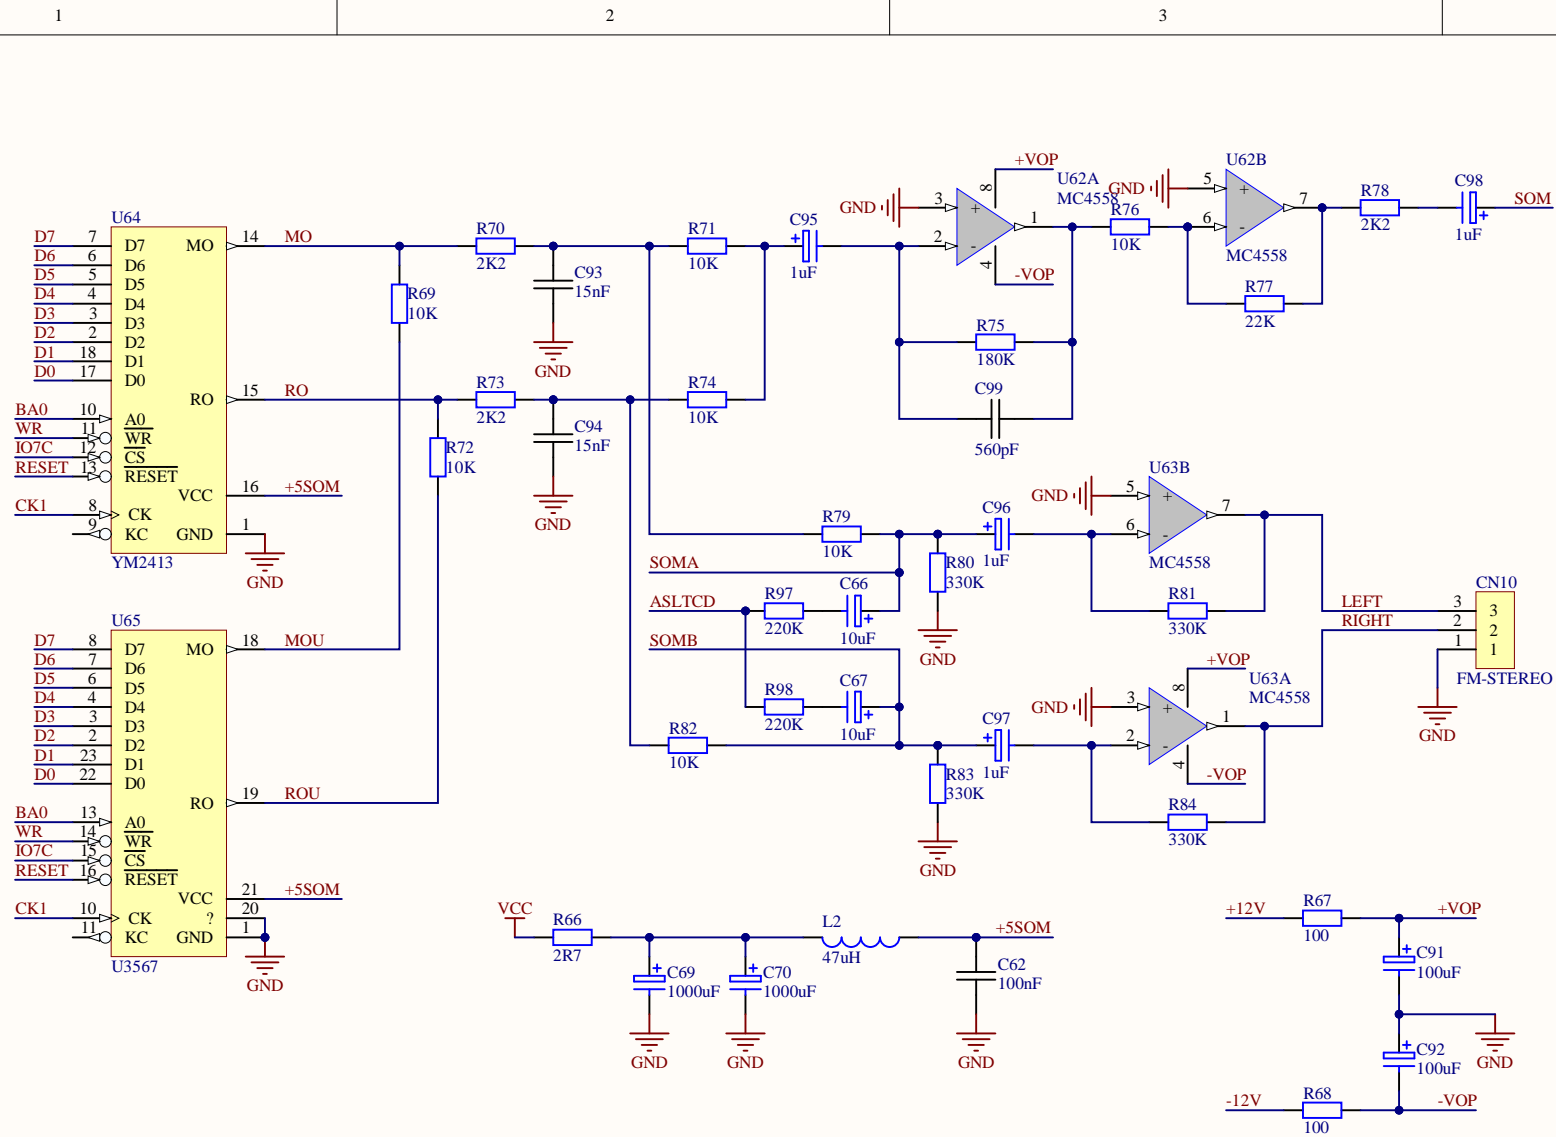 1 2 3
U64
D7 7 D7 MO 14 MO
D6 6 D6
D5 5 D5
D4 4 D4
D3 3 D3
D2 2 D2
D1 18 D1
D0 17 D0
RO 15 RO
BA0 10 A0
WR 11 WR
IO7C 12 CS
RESET 13 RESET
VCC 16 +5SOM
CK1 8 CK
9 KC GND 1
YM2413
GND
U65
D7 8 D7 MO 18 MOU
D6 7 D6
D5 6 D5
D4 4 D4
D3 3 D3
D2 2 D2
D1 23 D1
D0 22 D0
RO 19 ROU
BA0 13 A0
WR 14 WR
IO7C 15 CS
RESET 16 RESET
VCC 21 +5SOM
CK1 10 CK ? 20
11 KC GND 1
U3567
GND
R69
10K
R72
10K
R70
2K2
C93
15nF
GND
R73
2K2
C94
15nF
GND
R71
10K
R74
10K
C95
+
1uF
GND 3 +
2 -
8 +VOP
4 -VOP
1
U62A
MC4558
R75
180K
C99
560pF
R76
10K
U62B
GND 5 +
6 -
7
MC4558
R77
22K
R78
2K2
C98
+
1uF
SOM
R79
10K
SOMA
ASLTCD
R97
220K
C66
+
10uF
SOMB
R98
220K
C67
+
10uF
R82
10K
R80
330K
GND
C96
+
1uF
U63B
GND 5 +
6 -
7
MC4558
R81
330K
R83
330K
GND
C97
+
1uF
GND 3 +
2 -
8 +VOP
4 -VOP
1
U63A
MC4558
R84
330K
CN10
LEFT 3 3
RIGHT 2 2
1 1
FM-STEREO
GND
VCC
R66
2R7
+
C69
1000uF
GND
+
C70
1000uF
GND
L2
47uH
+5SOM
C62
100nF
GND
+12V
R67
100
+VOP
+
C91
100uF
GND
+
C92
100uF
-12V
R68
100
-VOP